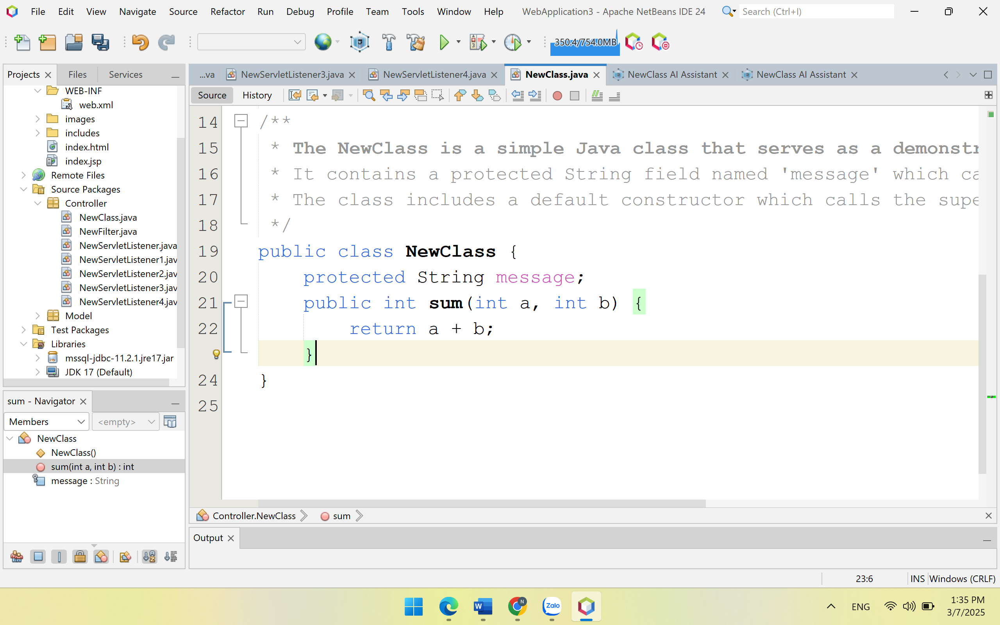 File Edit View Navigate Source Refactor Run Debug Profile Team Tools Window Help WebApplication3 - Apache NetBeans IDE 24 Search (Ctrl+I)
350.4/754.0MB
Projects Files Services
...va NewServletListener3.java NewServletListener4.java NewClass.java NewClass AI Assistant NewClass AI Assistant
Source History
WEB-INF
web.xml
images
includes
index.html
index.jsp
Remote Files
Source Packages
Controller
NewClass.java
NewFilter.java
NewServletListener.java
NewServletListener1.jav
NewServletListener2.jav
NewServletListener3.jav
NewServletListener4.jav
Model
Test Packages
Libraries
mssql-jdbc-11.2.1.jre17.jar
JDK 17 (Default)
14 /**
15 * The NewClass is a simple Java class that serves as a demonstr
16 * It contains a protected String field named 'message' which ca
17 * The class includes a default constructor which calls the supe
18 */
19 public class NewClass {
20 protected String message;
21 public int sum(int a, int b) {
22 return a + b;
}
24 }
25
sum - Navigator
Members <empty>
NewClass
NewClass()
sum(int a, int b) : int
message : String
Controller.NewClass sum
Output
23:6 INS Windows (CRLF)
W N Zalo ENG 1:35 PM
3/7/2025